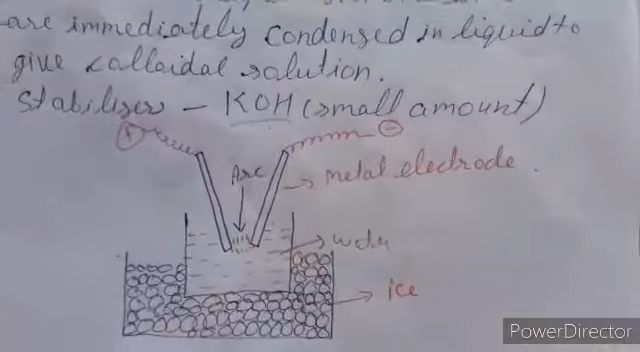 are immediately condensed in liquid to
give colloidal solution.
Stabiliser – KOH (small amount)
+
–
Arc
metal electrode.
water
ice
PowerDirector